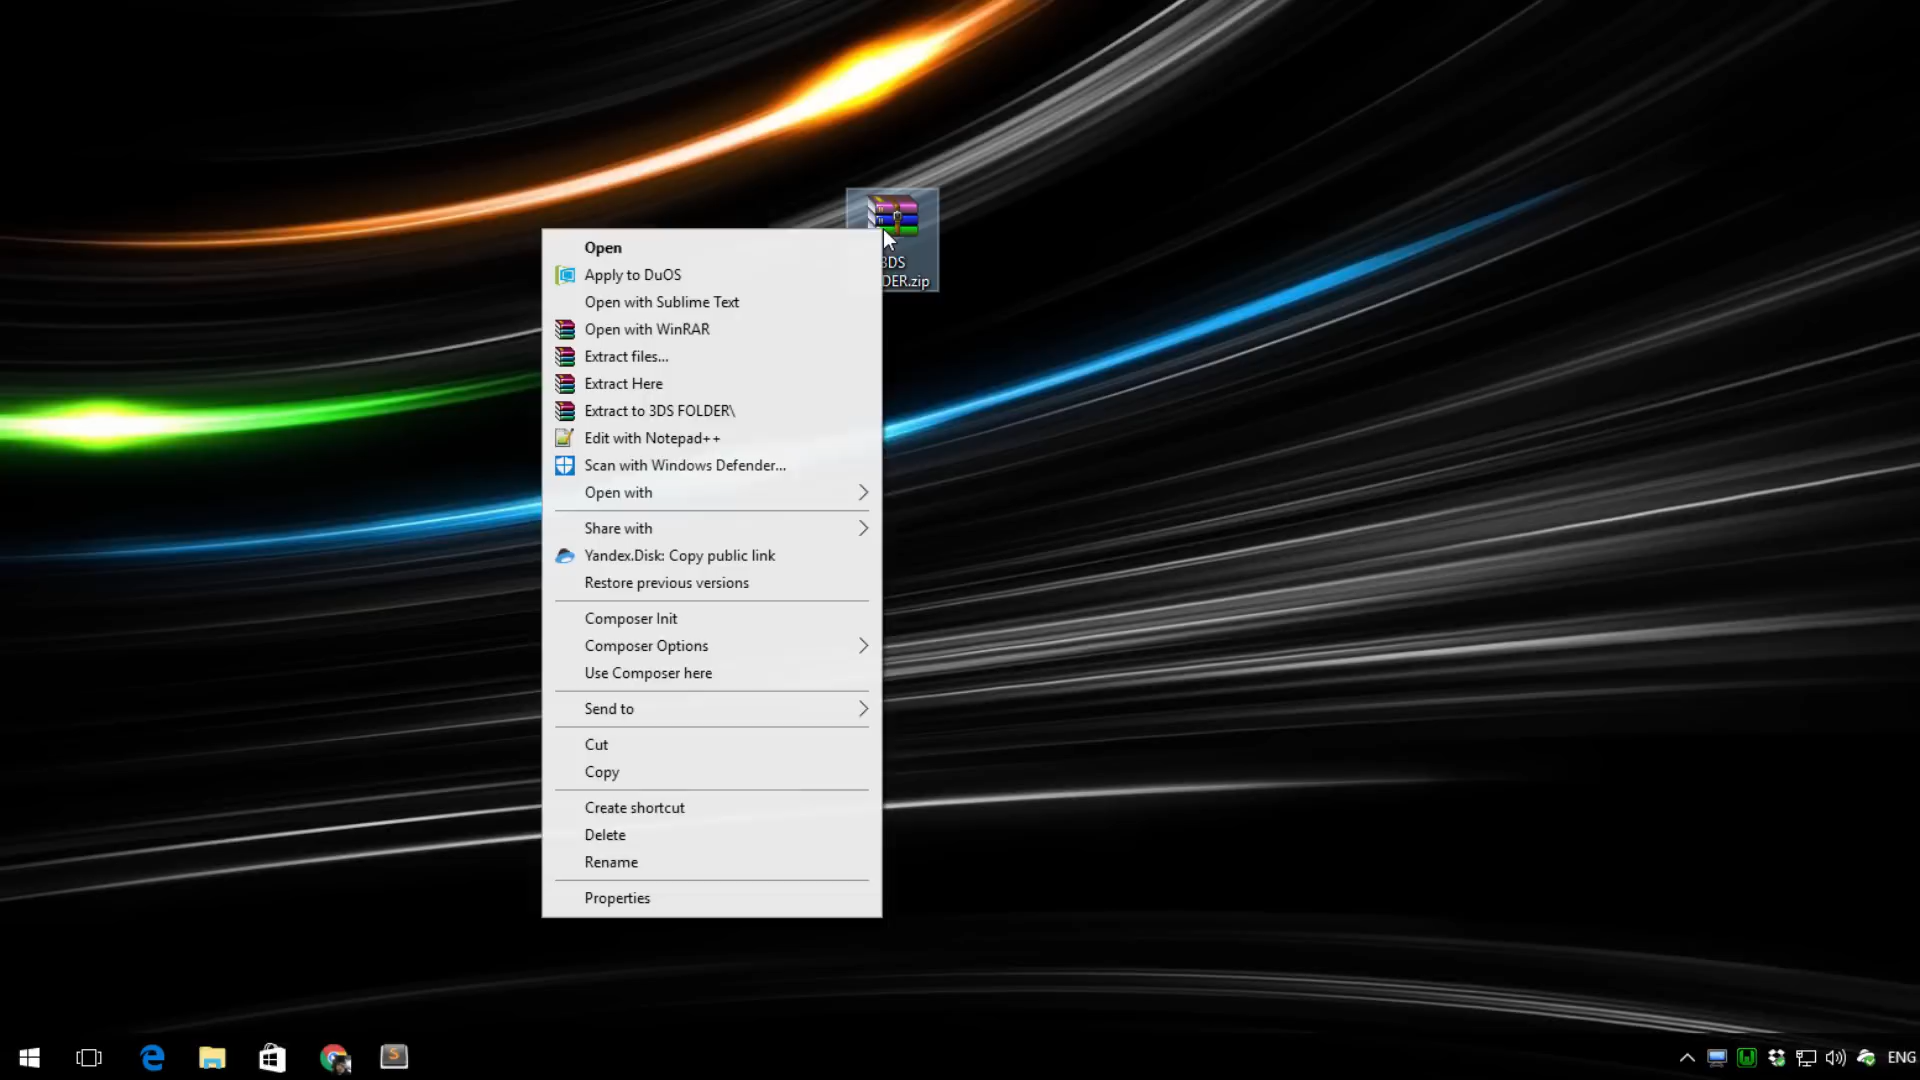 3DS
DER.zip
Open
Apply to DuOS
Open with Sublime Text
Open with WinRAR
Extract files...
Extract Here
Extract to 3DS FOLDER\
Edit with Notepad++
Scan with Windows Defender...
Open with
Share with
Yandex.Disk: Copy public link
Restore previous versions
Composer Init
Composer Options
Use Composer here
Send to
Cut
Copy
Create shortcut
Delete
Rename
Properties
ENG